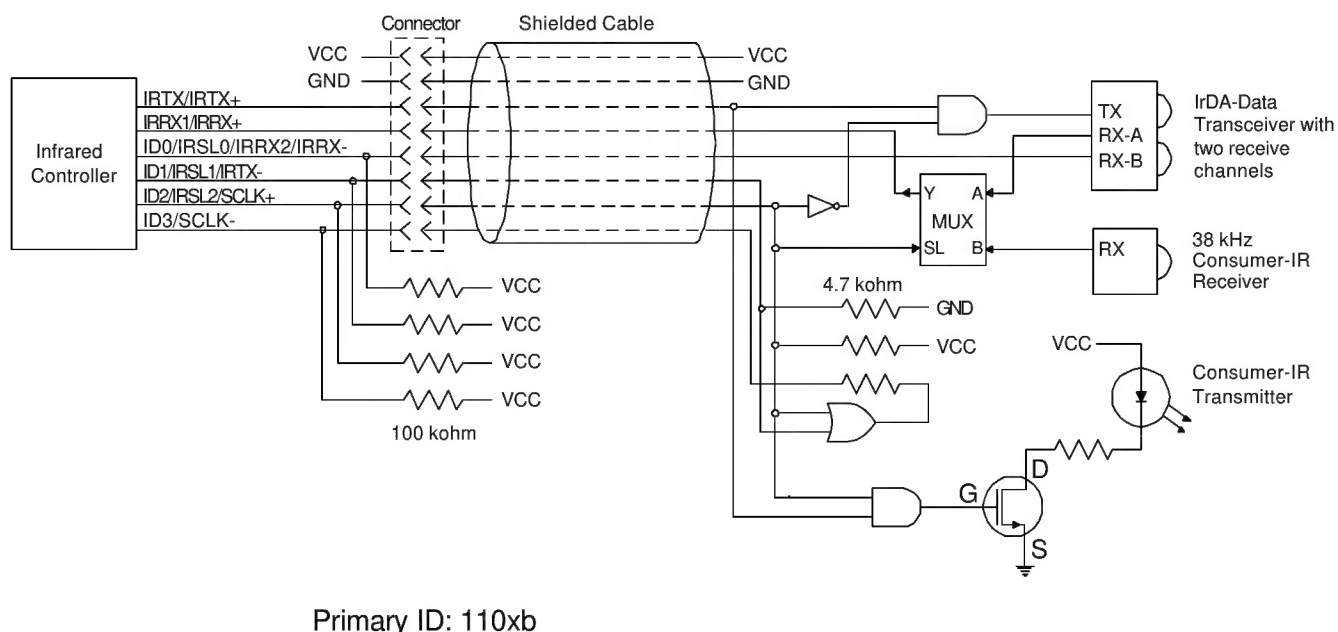 Connector
Shielded Cable
VCC
VCC
GND
GND
IRTX/IRTX+
IRRX1/IRRX+
ID0/IRSL0/IRRX2/IRRX-
ID1/IRSL1/IRTX-
ID2/IRSL2/SCLK+
ID3/SCLK-
Infrared
Controller
TX
RX-A
RX-B
IrDA-Data
Transceiver with
two receive
channels
Y
A
MUX
SL
B
RX
38 kHz
Consumer-IR
Receiver
VCC
VCC
VCC
VCC
100 kohm
4.7 kohm
GND
VCC
VCC
Consumer-IR
Transmitter
D
G
S
Primary ID: 110xb